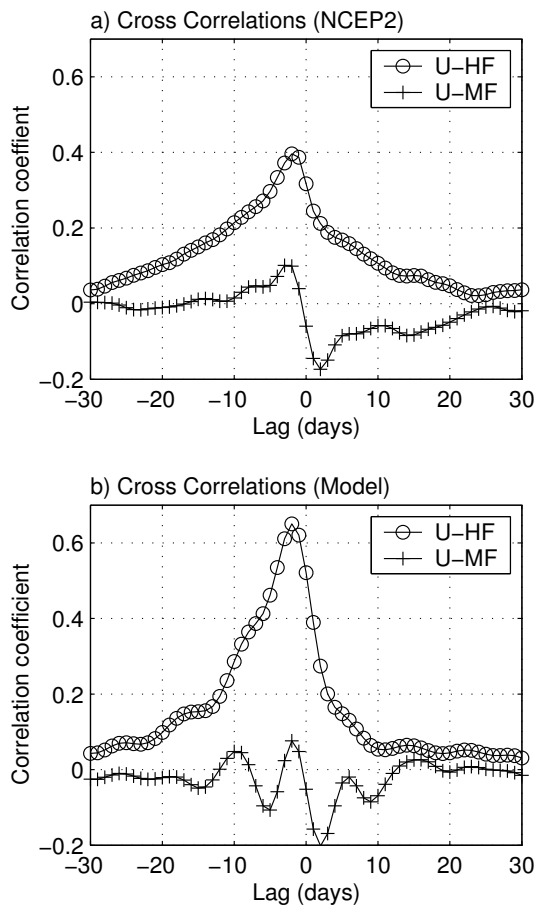 a) Cross Correlations (NCEP2)
0.6
0.4
0.2
0
−0.2
Correlation coeffient
U−HF
U−MF
−30 −20 −10 0 10 20 30
Lag (days)
b) Cross Correlations (Model)
0.6
0.4
0.2
0
−0.2
Correlation coefficient
U−HF
U−MF
−30 −20 −10 0 10 20 30
Lag (days)